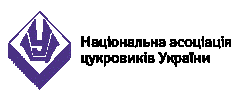 Національна асоціація
цукровиків України